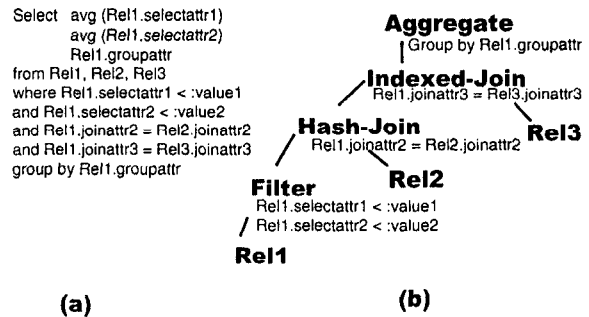 Select avg (Rel1.selectattr1)
avg (Rel1.selectattr2)
Rel1.groupattr
from Rel1, Rel2, Rel3
where Rel1.selectattr1 < :value1
and Rel1.selectattr2 < :value2
and Rel1.joinattr2 = Rel2.joinattr2
and Rel1.joinattr3 = Rel3.joinattr3
group by Rel1.groupattr
(a)
Aggregate
Group by Rel1.groupattr
Indexed-Join
Rel1.joinattr3 = Rel3.joinattr3
Hash-Join
Rel1.joinattr2 = Rel2.joinattr2
Rel3
Filter
Rel2
Rel1.selectattr1 < :value1
Rel1.selectattr2 < :value2
Rel1
(b)